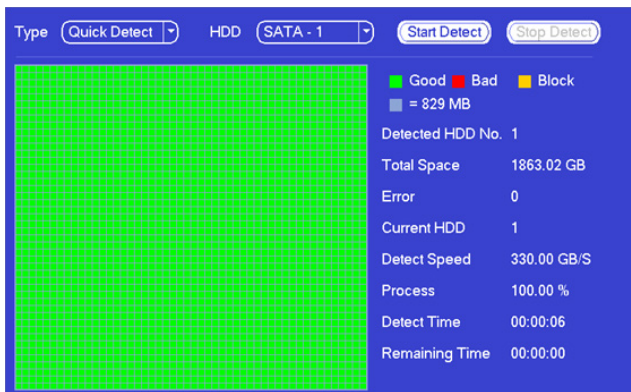 Type Quick Detect HDD SATA - 1 Start Detect Stop Detect
Good Bad Block
= 829 MB
Detected HDD No. 1
Total Space 1863.02 GB
Error 0
Current HDD 1
Detect Speed 330.00 GB/S
Process 100.00 %
Detect Time 00:00:06
Remaining Time 00:00:00